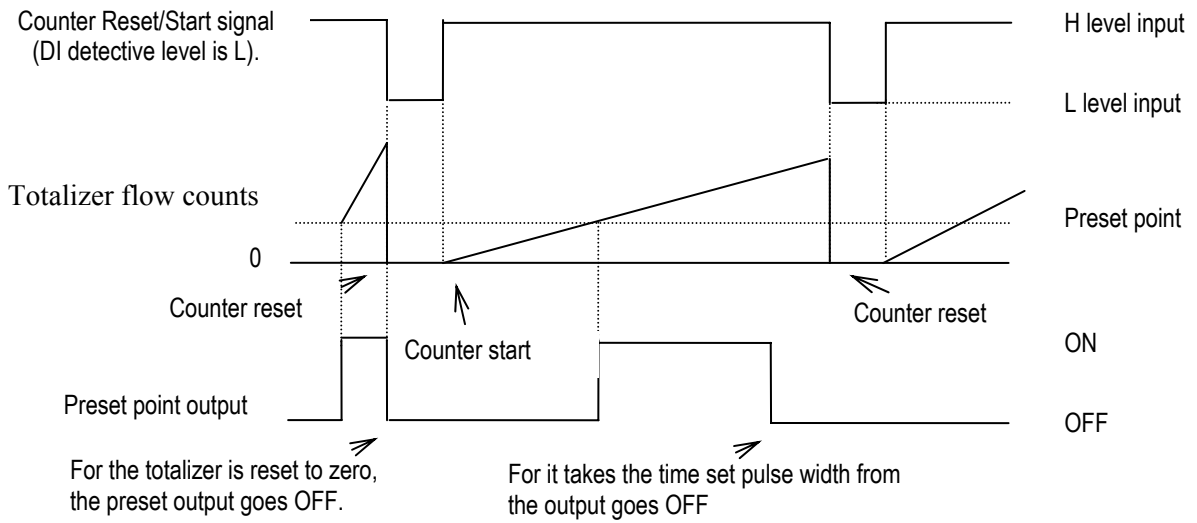 Counter Reset/Start signal
(DI detective level is L).
H level input
L level input
Totalizer flow counts
Preset point
0
Counter reset
Counter start
Counter reset
ON
Preset point output
OFF
For the totalizer is reset to zero,
the preset output goes OFF.
For it takes the time set pulse width from
the output goes OFF